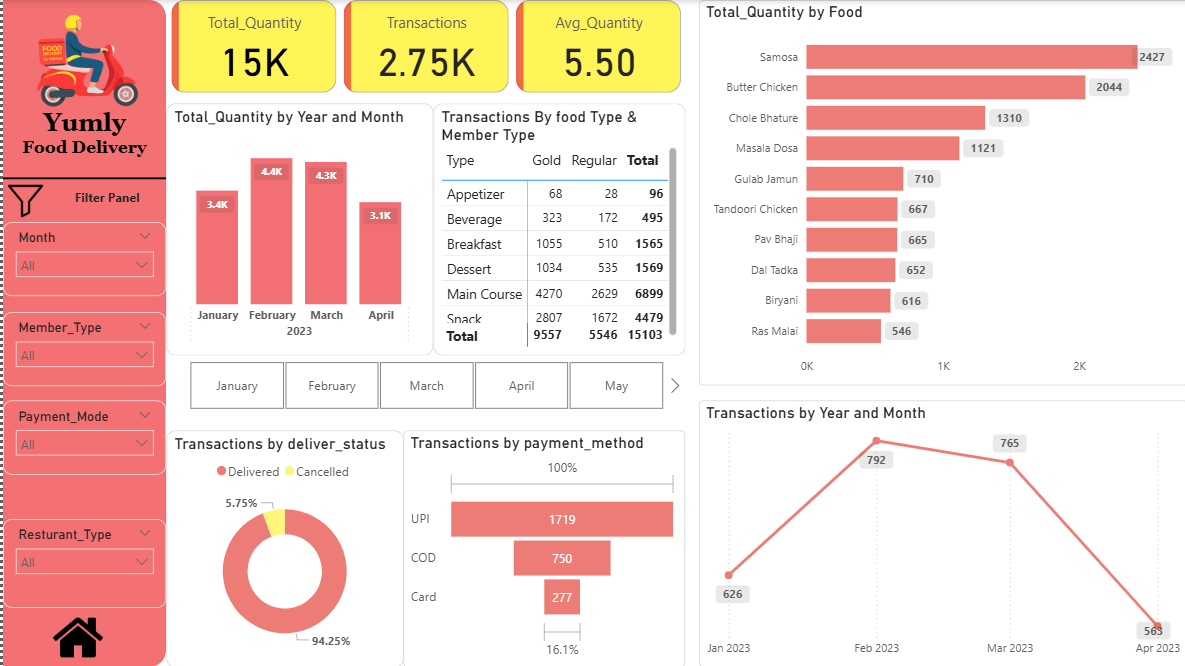 FOOD
DELIVERY
Yumly
Food Delivery
Filter Panel
Month
All
Member_Type
All
Payment_Mode
All
Resturant_Type
All
Total_Quantity
15K
Transactions
2.75K
Avg_Quantity
5.50
Total_Quantity by Year and Month
3.4K
4.4K
4.3K
3.1K
January February March April
2023
Transactions By food Type &
Member Type
Type Gold Regular Total
Appetizer 68 28 96
Beverage 323 172 495
Breakfast 1055 510 1565
Dessert 1034 535 1569
Main Course 4270 2629 6899
Snack 2807 1672 4479
Total 9557 5546 15103
January February March April May
Transactions by deliver_status
Delivered Cancelled
5.75%
94.25%
Transactions by payment_method
100%
UPI 1719
COD 750
Card 277
16.1%
Total_Quantity by Food
Samosa 2427
Butter Chicken 2044
Chole Bhature 1310
Masala Dosa 1121
Gulab Jamun 710
Tandoori Chicken 667
Pav Bhaji 665
Dal Tadka 652
Biryani 616
Ras Malai 546
0K 1K 2K
Transactions by Year and Month
626
792
765
563
Jan 2023 Feb 2023 Mar 2023 Apr 2023